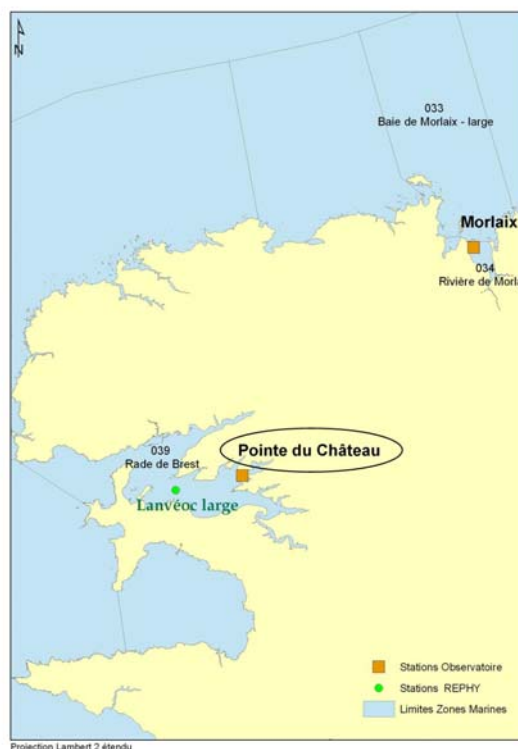 N
033
Baie de Morlaix - large
Morlaix
034
Rivière de Morla
Pointe du Château
039
Rade de Brest
Lanvéoc large
Stations Observatoire
Stations REPHY
Limites Zones Marines
Projection Lambert 2 étendu